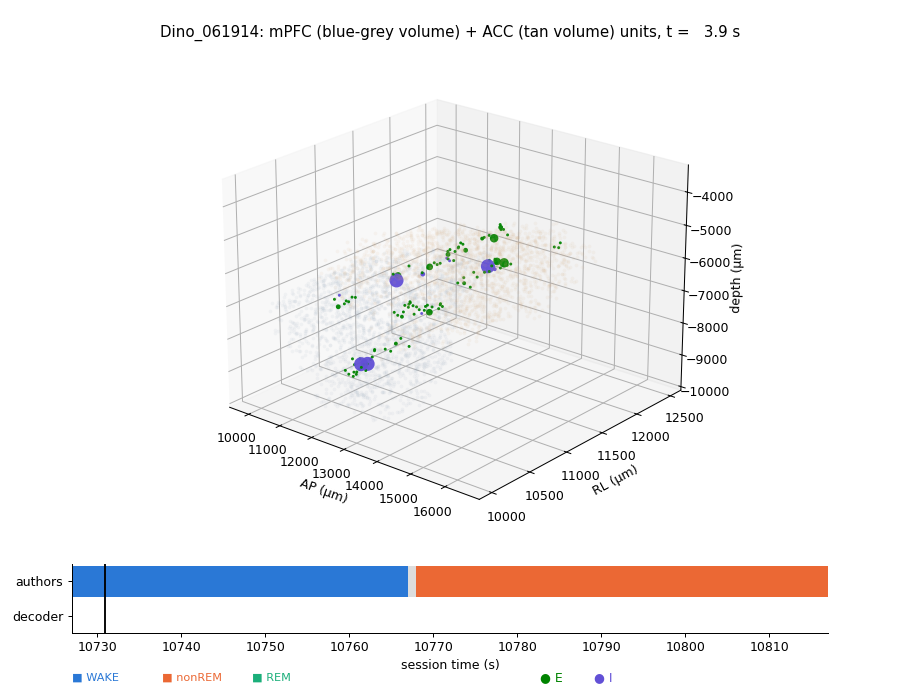 Dino_061914: mPFC (blue-grey volume) + ACC (tan volume) units, t =   3.9 s
−4000
−5000
−6000
−7000
−8000
−9000
−10000
depth (μm)
10000
11000
12000
13000
14000
15000
16000
AP (μm)
10000
10500
11000
11500
12000
12500
RL (μm)
authors
decoder
10730 10740 10750 10760 10770 10780 10790 10800 10810
session time (s)
WAKE nonREM REM E I